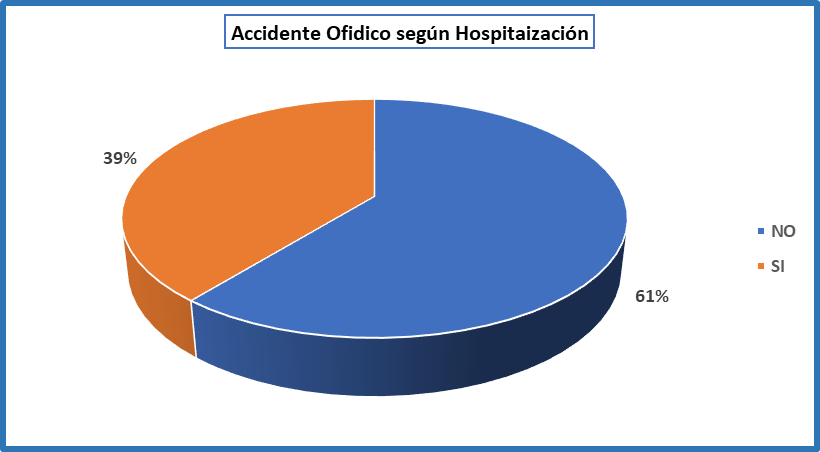 Accidente Ofidico según Hospitaización
39%
61%
NO
SI